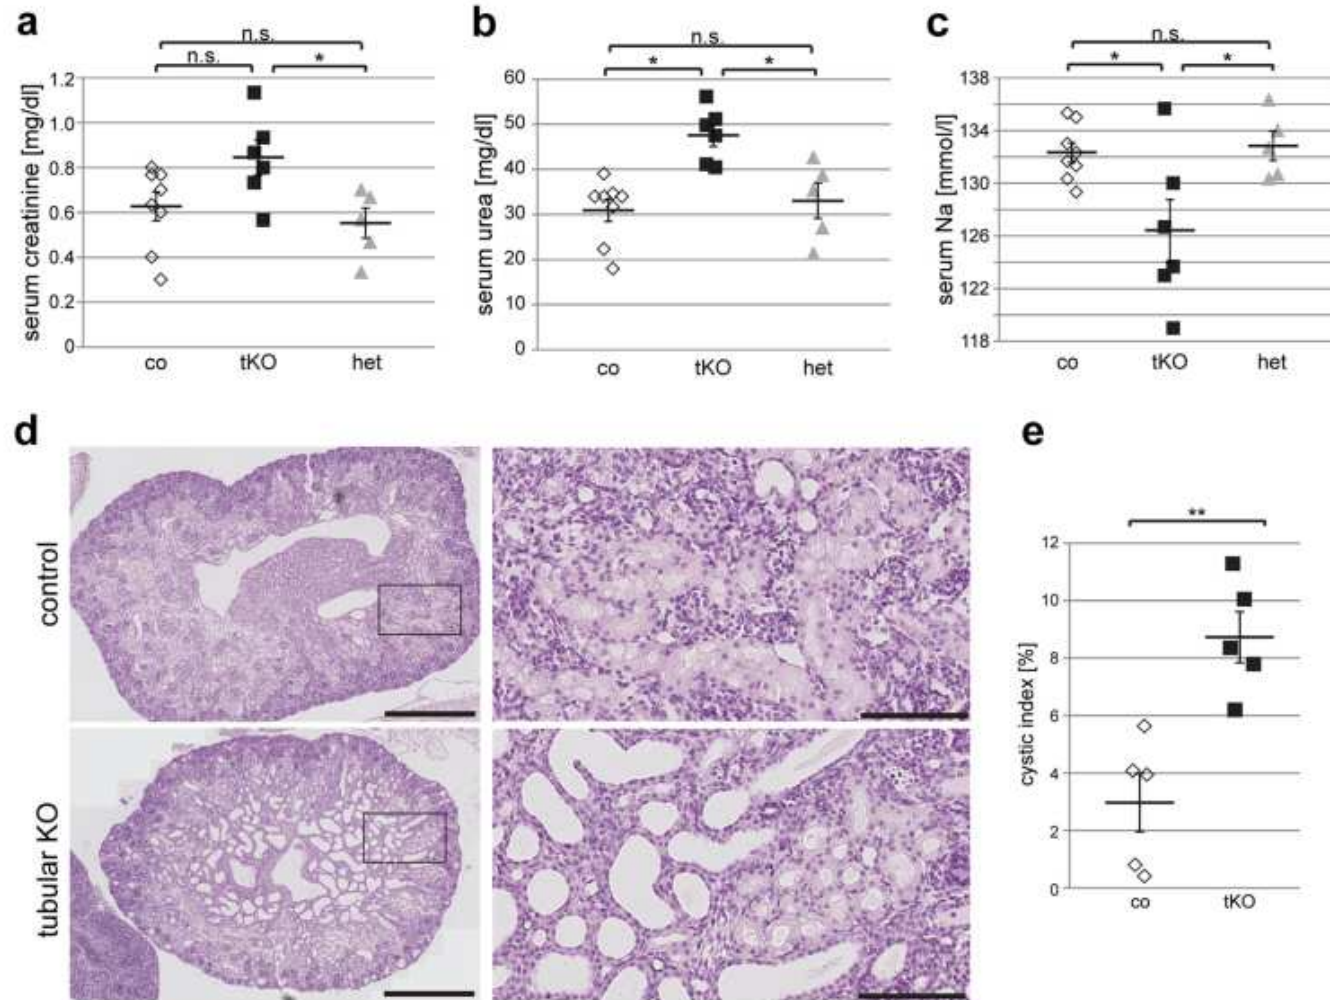 a
n.s.
n.s. *
serum creatinine [mg/dl]
1.2
1.0
0.8
0.6
0.4
0.2
0
co tKO het
b
n.s.
* *
serum urea [mg/dl]
60
50
40
30
20
10
0
co tKO het
c
n.s.
* *
serum Na [mmol/l]
138
134
130
126
122
118
co tKO het
d
control
tubular KO
e
**
cystic index [%]
12
10
8
6
4
2
0
co tKO